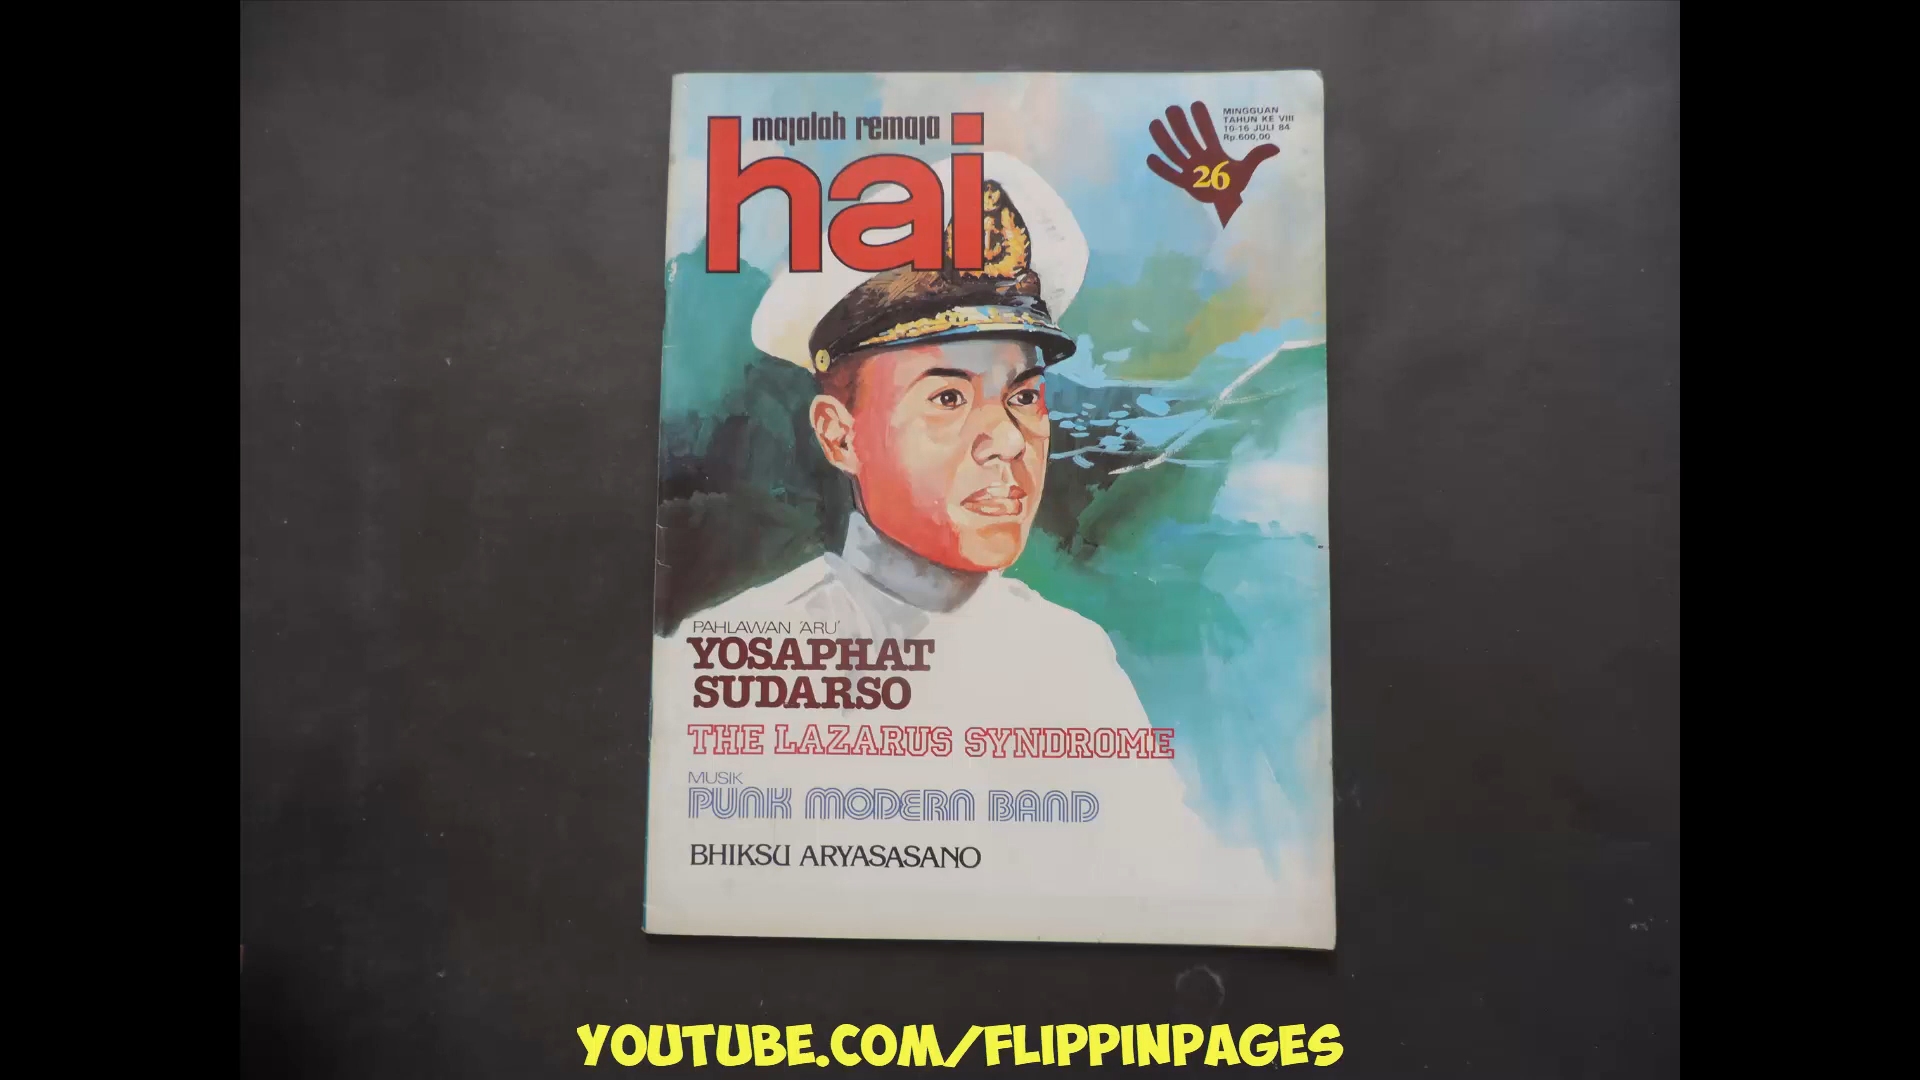 majalah remaja
hai
MINGGUAN
TAHUN KE VIII
10-16 JULI 84
Rp.600,00
26
PAHLAWAN 'ARU'
YOSAPHAT
SUDARSO
THE LAZARUS SYNDROME
MUSIK
PUNK MODERN BAND
BHIKSU ARYASASANO
YOUTUBE.COM/FLIPPINPAGES